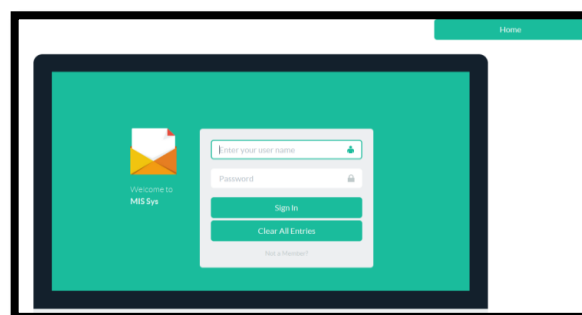 Home
Enter your user name
Password
Welcome to
MIS Sys
Sign In
Clear All Entries
Not a Member?